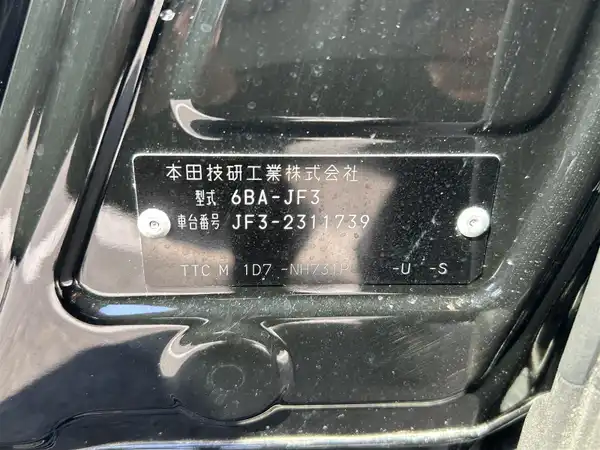 本田技研工業株式会社
型式 6BA-JF3
車台番号 JF3-2311739
TTC M 1D7 -NH731P -U -S